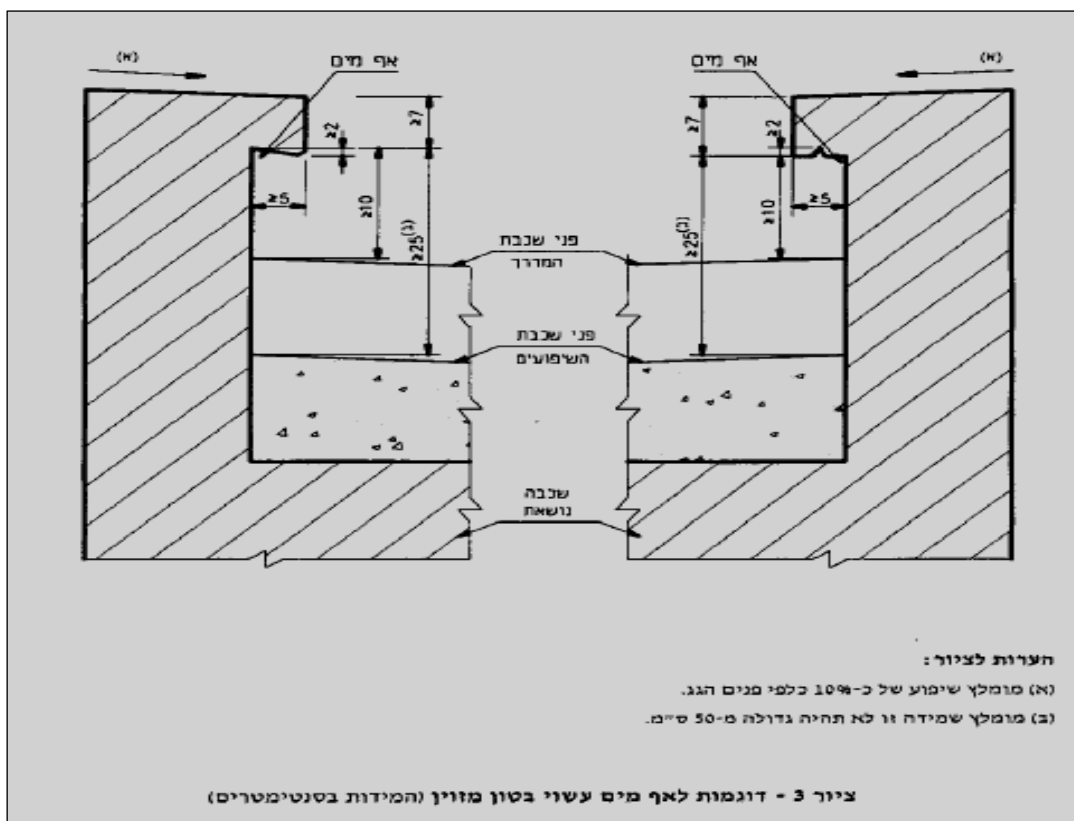 (א)
אף מים
אף מים
(א)
≥7
≥2
≥5
≥10
≥25(ב)
≥7
≥2
≥5
≥10
≥25(ב)
פני שכבת
המדרך
פני שכבת
השיפועים
שכבה
נושאת
הערות לציור:
(א) מומלץ שיפוע של כ-10% כלפי פנים הגג.
(ב) מומלץ שמידה זו לא תהיה גדולה מ-50 ס״מ.
ציור 3 - דוגמות לאף מים עשוי בטון מזוין (המידות בסנטימטרים)